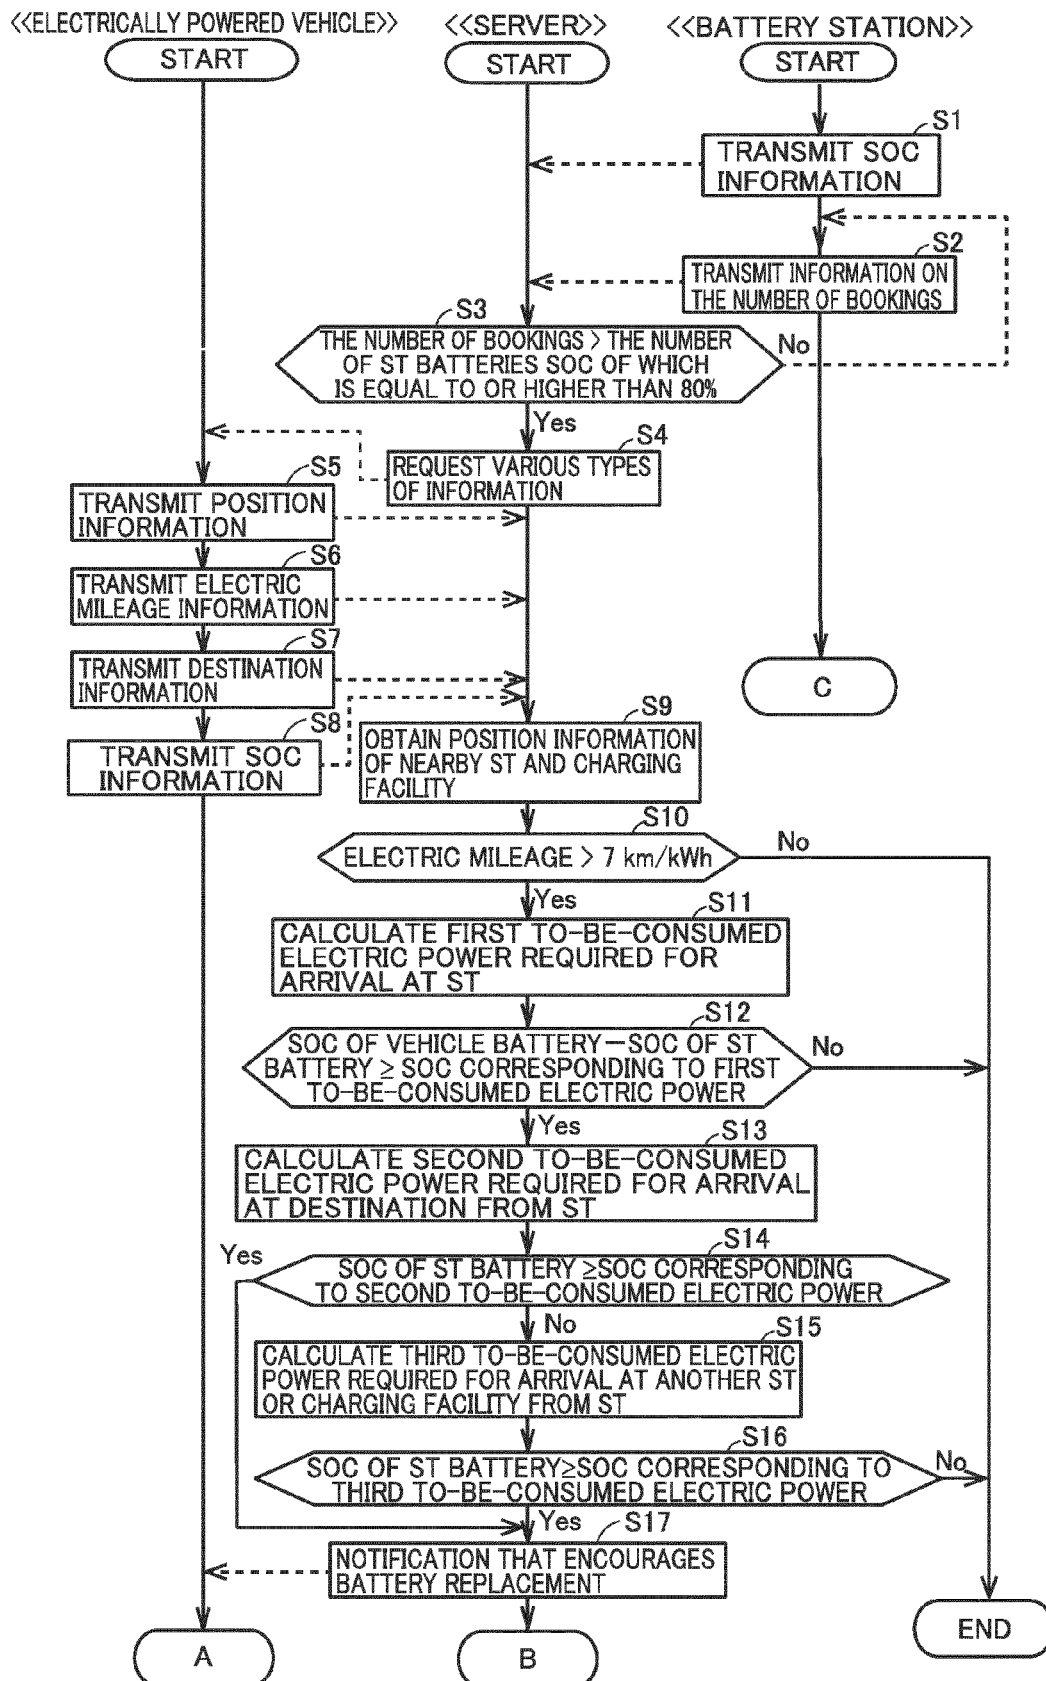 <<ELECTRICALLY POWERED VEHICLE>>
<<SERVER>>
<<BATTERY STATION>>
START
START
START
S1
TRANSMIT SOC
INFORMATION
S2
TRANSMIT INFORMATION ON
THE NUMBER OF BOOKINGS
S3
THE NUMBER OF BOOKINGS > THE NUMBER
OF ST BATTERIES SOC OF WHICH
IS EQUAL TO OR HIGHER THAN 80%
No
Yes
S4
REQUEST VARIOUS TYPES
OF INFORMATION
S5
TRANSMIT POSITION
INFORMATION
S6
TRANSMIT ELECTRIC
MILEAGE INFORMATION
S7
TRANSMIT DESTINATION
INFORMATION
C
S8
TRANSMIT SOC
INFORMATION
S9
OBTAIN POSITION INFORMATION
OF NEARBY ST AND CHARGING
FACILITY
S10
ELECTRIC MILEAGE > 7 km/kWh
No
Yes
S11
CALCULATE FIRST TO-BE-CONSUMED
ELECTRIC POWER REQUIRED FOR
ARRIVAL AT ST
S12
SOC OF VEHICLE BATTERY－SOC OF ST
BATTERY ≥ SOC CORRESPONDING TO FIRST
TO-BE-CONSUMED ELECTRIC POWER
No
Yes
S13
CALCULATE SECOND TO-BE-CONSUMED
ELECTRIC POWER REQUIRED FOR ARRIVAL
AT DESTINATION FROM ST
S14
Yes
SOC OF ST BATTERY ≥SOC CORRESPONDING
TO SECOND TO-BE-CONSUMED ELECTRIC POWER
No
S15
CALCULATE THIRD TO-BE-CONSUMED ELECTRIC
POWER REQUIRED FOR ARRIVAL AT ANOTHER ST
OR CHARGING FACILITY FROM ST
S16
SOC OF ST BATTERY≥SOC CORRESPONDING TO
THIRD TO-BE-CONSUMED ELECTRIC POWER
No
Yes
S17
NOTIFICATION THAT ENCOURAGES
BATTERY REPLACEMENT
A
B
END